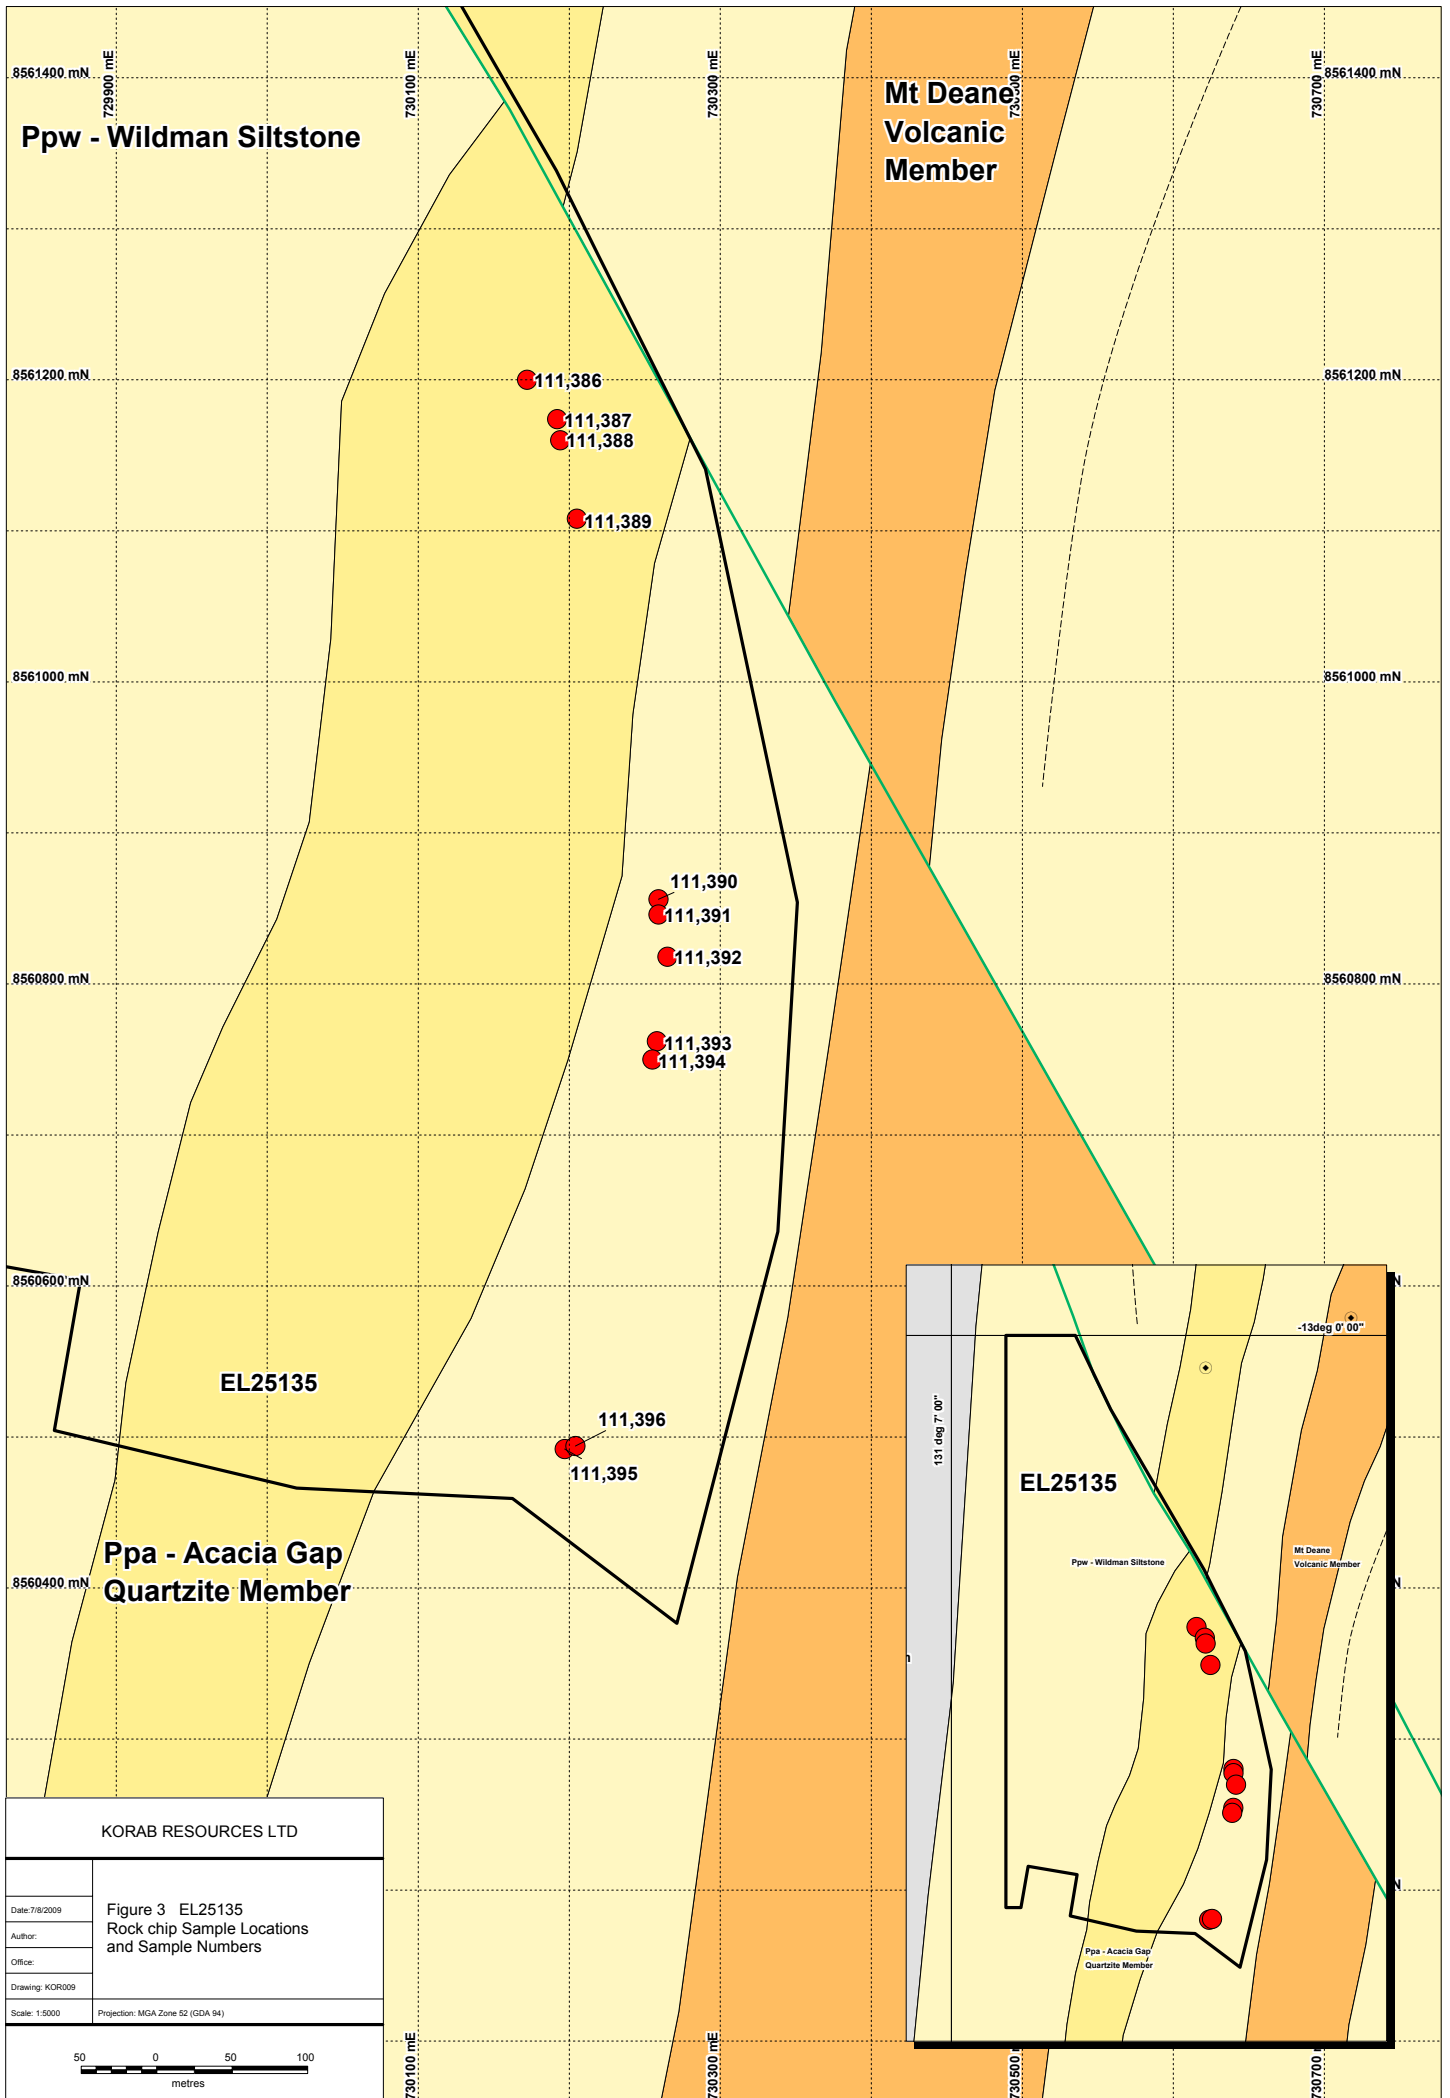 729900 mE
730100 mE
730300 mE
730500 mE
730700 mE
8561400 mN
8561400 mN
Ppw - Wildman Siltstone
Mt Deane
Volcanic
Member
8561200 mN
8561200 mN
111,386
111,387
111,388
111,389
8561000 mN
8561000 mN
111,390
111,391
111,392
8560800 mN
8560800 mN
111,393
111,394
8560600 mN
N
EL25135
111,396
111,395
Ppa - Acacia Gap
Quartzite Member
8560400 mN
N
N
-13deg 0' 00"
131 deg 7' 00"
EL25135
Ppw - Wildman Siltstone
Mt Deane
Volcanic Member
n
Ppa - Acacia Gap
Quartzite Member
KORAB RESOURCES LTD
Date:7/8/2009
Author:
Office:
Drawing: KOR009
Scale: 1:5000
Figure 3 EL25135
Rock chip Sample Locations
and Sample Numbers
Projection: MGA Zone 52 (GDA 94)
50 0 50 100
metres
730100 mE
730300 mE
730500 m
730700 m